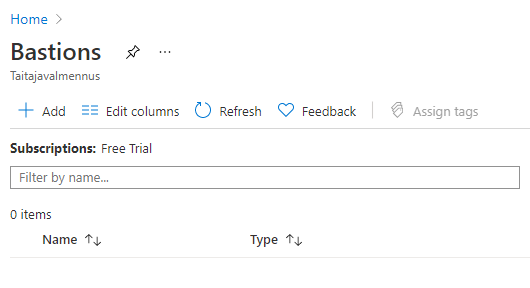 Home
Bastions
Taitajavalmennus
Add Edit columns Refresh Feedback Assign tags
Subscriptions: Free Trial
Filter by name...
0 items
Name Type